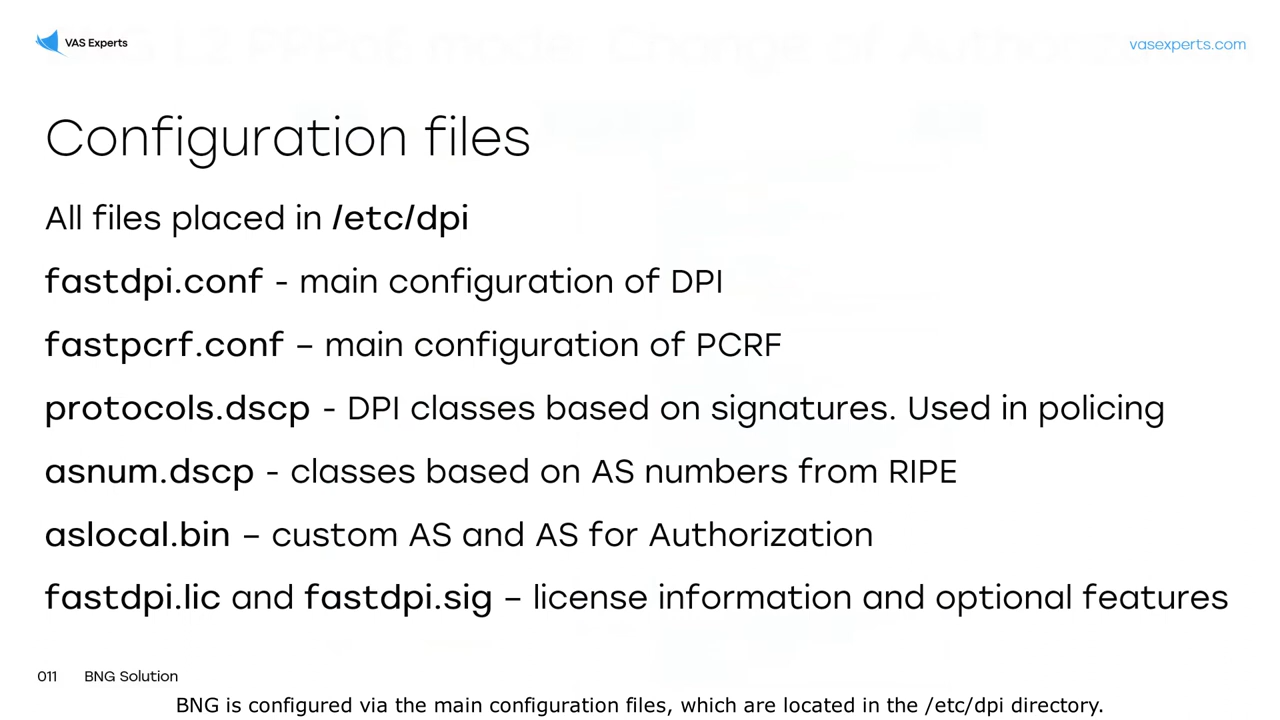 VAS Experts
vasexperts.com
Configuration files
All files placed in /etc/dpi
fastdpi.conf - main configuration of DPI
fastpcrf.conf – main configuration of PCRF
protocols.dscp - DPI classes based on signatures. Used in policing
asnum.dscp - classes based on AS numbers from RIPE
aslocal.bin – custom AS and AS for Authorization
fastdpi.lic and fastdpi.sig – license information and optional features
011 BNG Solution
BNG is configured via the main configuration files, which are located in the /etc/dpi directory.